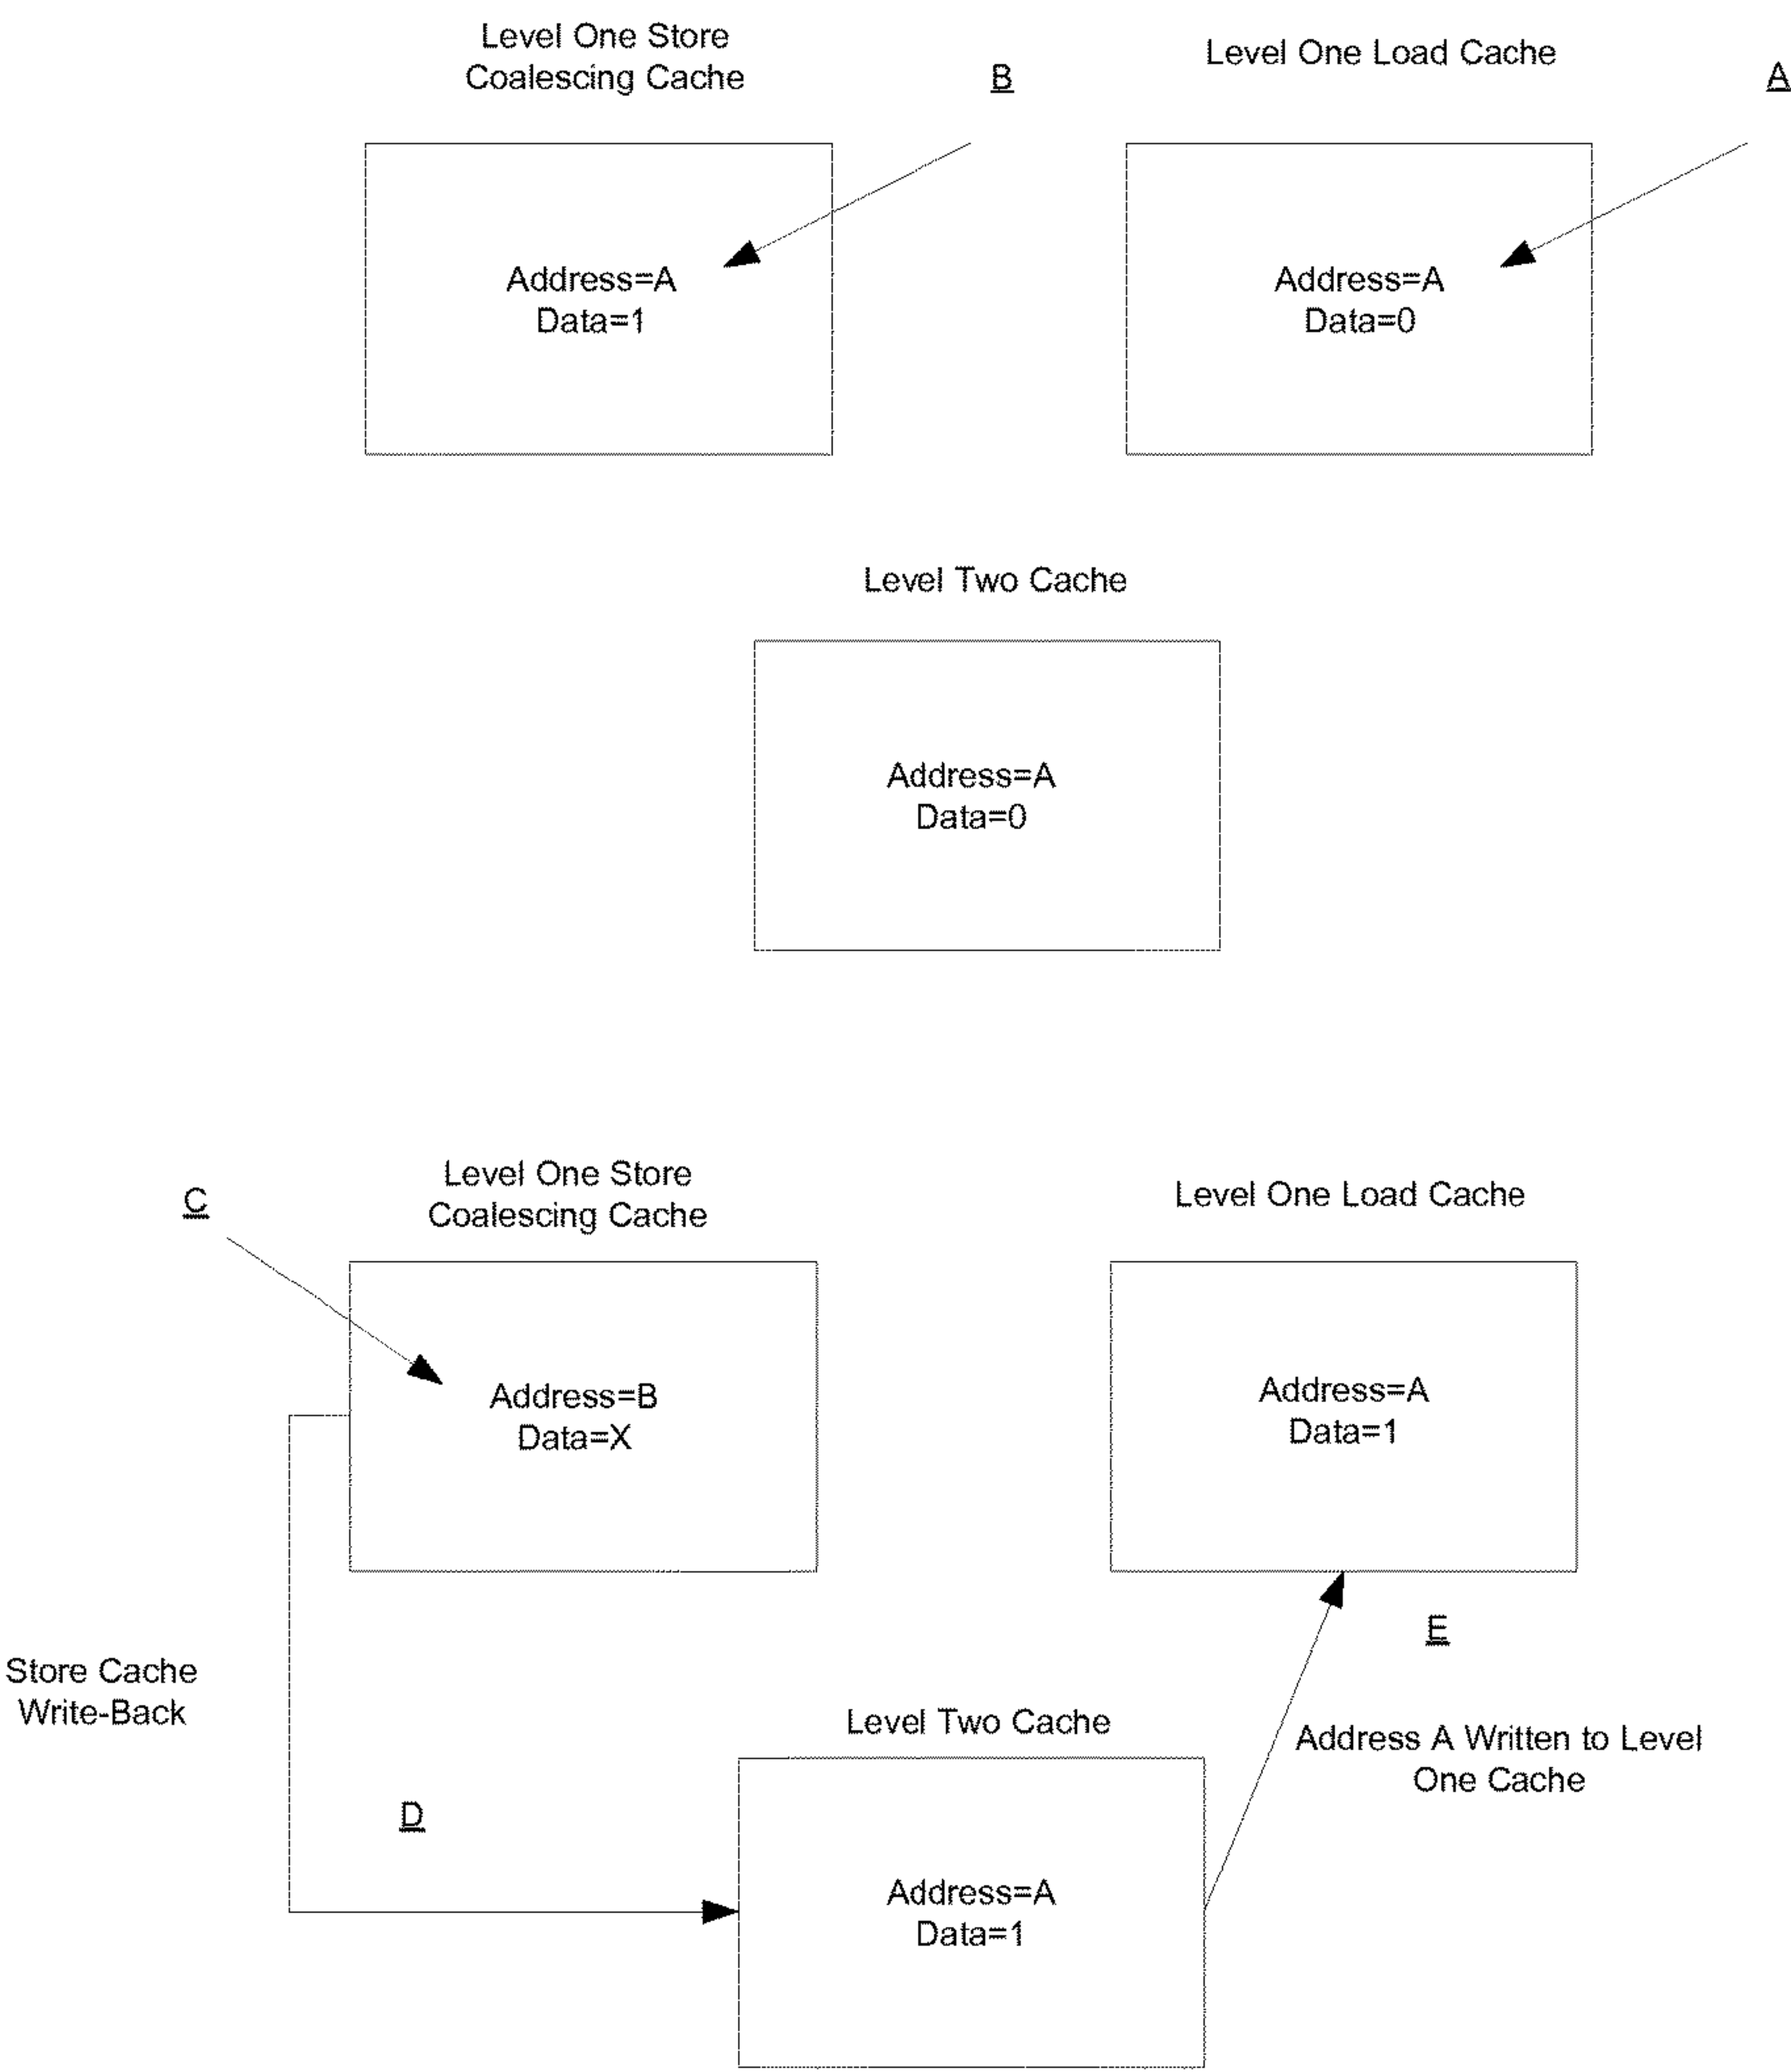 Level One Store
Coalescing Cache
B
Level One Load Cache
A
Address=A
Data=1
Address=A
Data=0
Level Two Cache
Address=A
Data=0
C
Level One Store
Coalescing Cache
Level One Load Cache
Address=B
Data=X
Address=A
Data=1
E
Store Cache
Write-Back
Level Two Cache
Address A Written to Level
One Cache
D
Address=A
Data=1